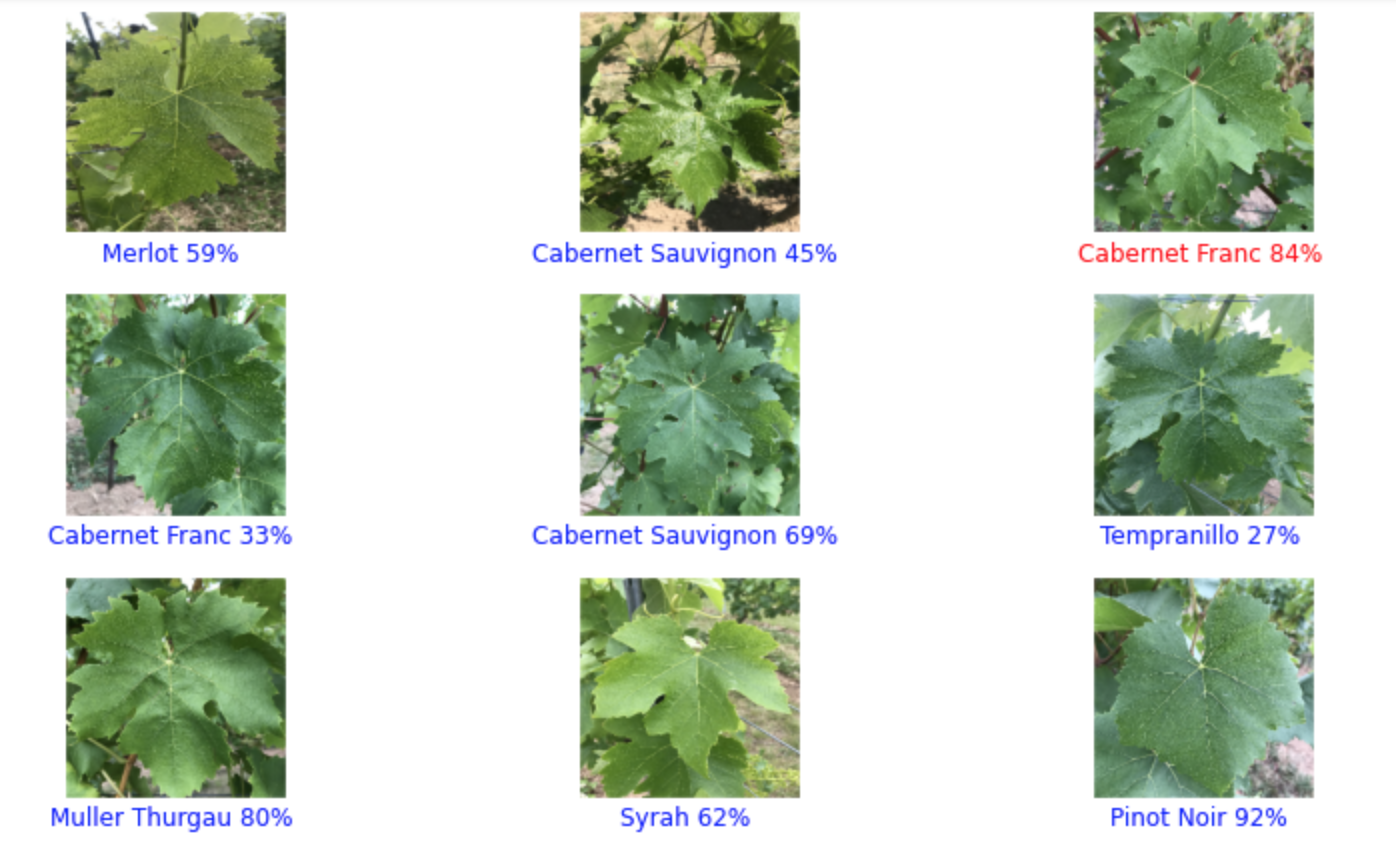 Merlot 59%
Cabernet Sauvignon 45%
Cabernet Franc 84%
Cabernet Franc 33%
Cabernet Sauvignon 69%
Tempranillo 27%
Muller Thurgau 80%
Syrah 62%
Pinot Noir 92%